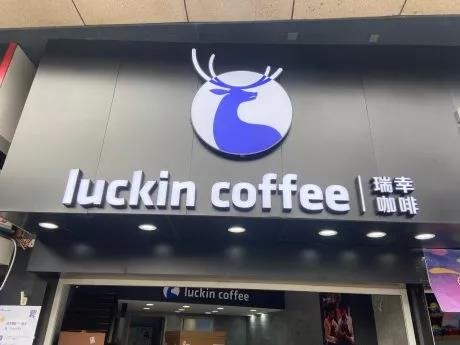 luckin coffee
瑞幸
咖啡
luckin coffee